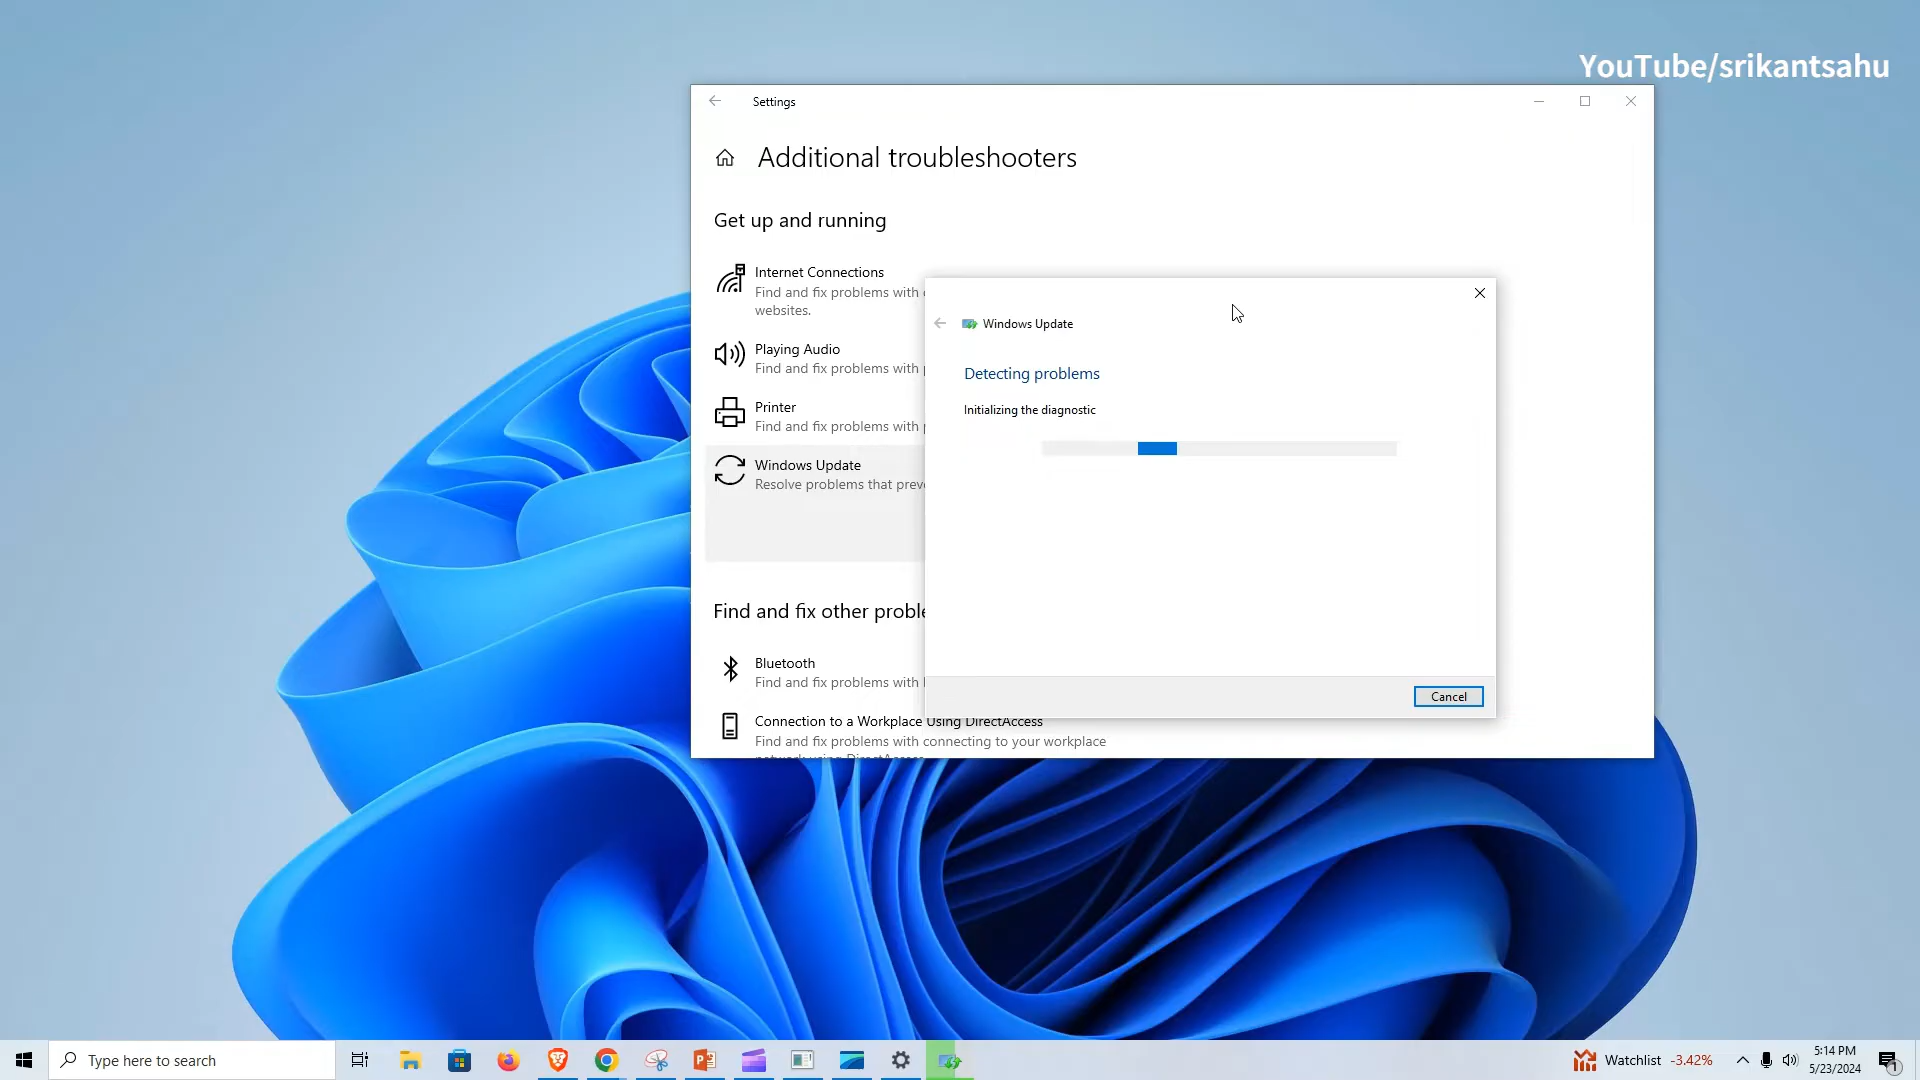 YouTube/srikantsahu
Settings
Additional troubleshooters
Get up and running
Internet Connections
Find and fix problems with
websites.
Playing Audio
Find and fix problems with
Printer
Find and fix problems with
Windows Update
Resolve problems that
Find and fix other
Bluetooth
Find and fix problems with
Connection to a Workplace Using DirectAccess
Find and fix problems with connecting to your workplace
network using DirectAccess
Windows Update
Detecting problems
Initializing the diagnostic
Cancel
Type here to search
Watchlist -3.42%
5:14 PM
5/23/2024
1